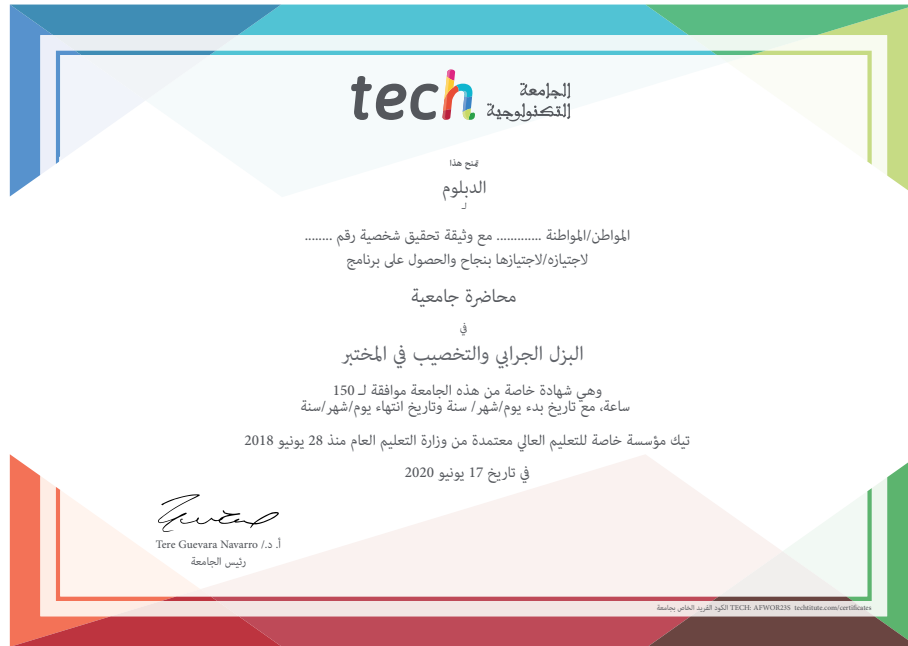 tech
الجامعة
التكنولوجية
يمنح هذا
الدبلوم
لـ
المواطن/المواطنة ............. مع وثيقة تحقيق شخصية رقم ........
لاجتيازه/لاجتيازها بنجاح والحصول على برنامج
محاضرة جامعية
في
البزل الجرابي والتخصيب في المختبر
وهي شهادة خاصة من هذه الجامعة موافقة لـ 150
ساعة، مع تاريخ بدء يوم/شهر/ سنة وتاريخ انتهاء يوم/شهر/سنة
تيك مؤسسة خاصة للتعليم العالي معتمدة من وزارة التعليم العام منذ 28 يونيو 2018
في تاريخ 17 يونيو 2020
أ. د./ Tere Guevara Navarro
رئيس الجامعة
الكود الفريد الخاص بجامعة TECH: AFWOR235 techtitute.com/certificates